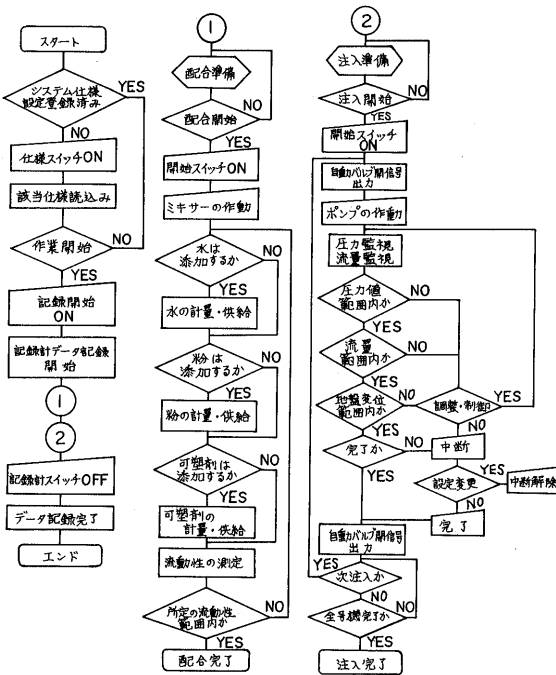 スタート
システム仕様
設定登録済み
YES
NO
仕様スイッチON
該当仕様読込み
作業開始
NO
YES
記録開始
ON
記録計データ記録
開始
1
2
記録計スイッチOFF
データ記録完了
エンド
1
配合準備
配合開始
NO
YES
開始スイッチON
ミキサーの作動
水は
添加するか
NO
YES
水の計量・供給
粉は
添加するか
NO
YES
粉の計量・供給
可塑剤は
添加するか
NO
YES
可塑剤の
計量・供給
流動性の測定
所定の流動性
範囲内か
NO
YES
配合完了
2
注入準備
注入開始
NO
YES
開始スイッチ
ON
自動バルブ開信号
出力
ポンプの作動
圧力監視
流量監視
圧力値
範囲内か
NO
YES
流量
範囲内か
NO
YES
地盤変位
範囲内か
NO
調整・制御
YES
YES
NO
完了か
NO
中断
YES
設定変更
YES
中断解除
NO
完了
自動バルブ閉信号
出力
YES
次注入か
NO
全号機完了か
NO
YES
注入完了